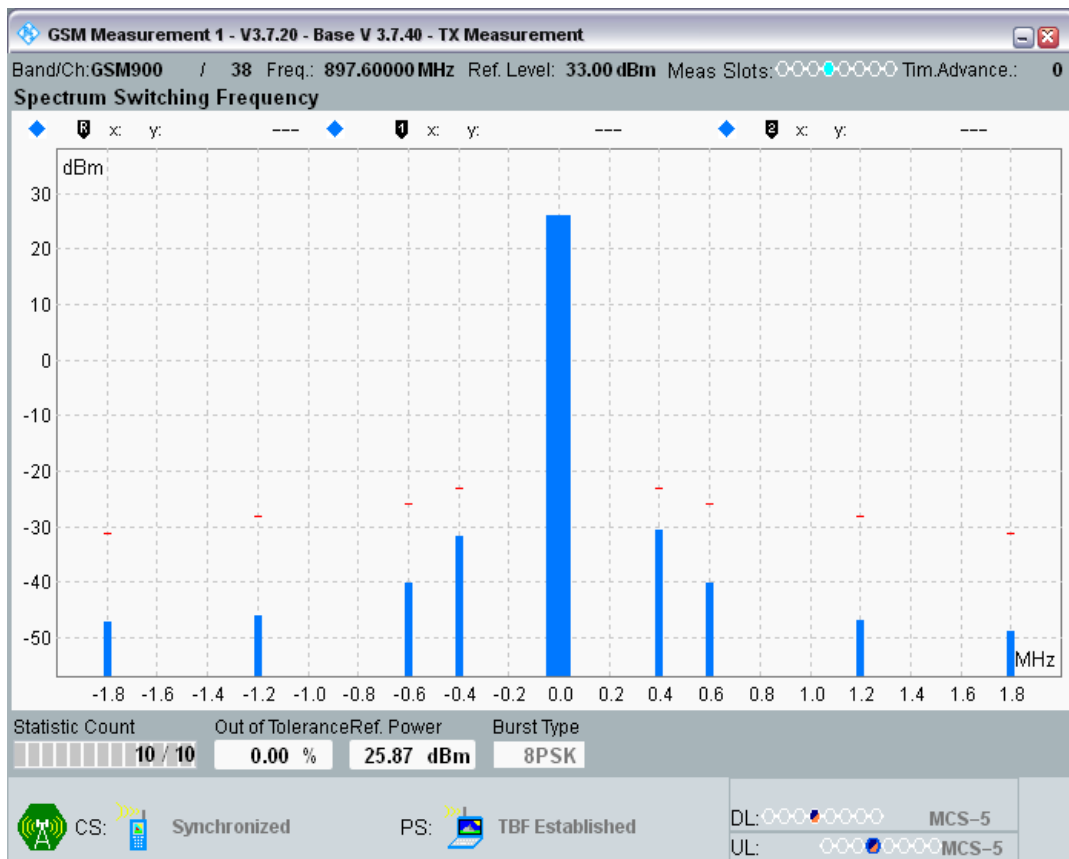 GSM Measurement 1 - V3.7.20 - Base V 3.7.40 - TX Measurement
Band/Ch:GSM900 / 38 Freq.: 897.60000 MHz Ref. Level: 33.00 dBm Meas Slots: Tim.Advance.: 0
Spectrum Switching Frequency
R x: y: --- 1 x: y: --- 2 x: y: ---
dBm
30
20
10
0
-10
-20
-30
-40
-50
MHz
-1.8 -1.6 -1.4 -1.2 -1.0 -0.8 -0.6 -0.4 -0.2 0.0 0.2 0.4 0.6 0.8 1.0 1.2 1.4 1.6 1.8
Statistic Count Out of Tolerance Ref. Power Burst Type
10 / 10 0.00 % 25.87 dBm 8PSK
CS: Synchronized PS: TBF Established
DL: MCS-5
UL: MCS-5